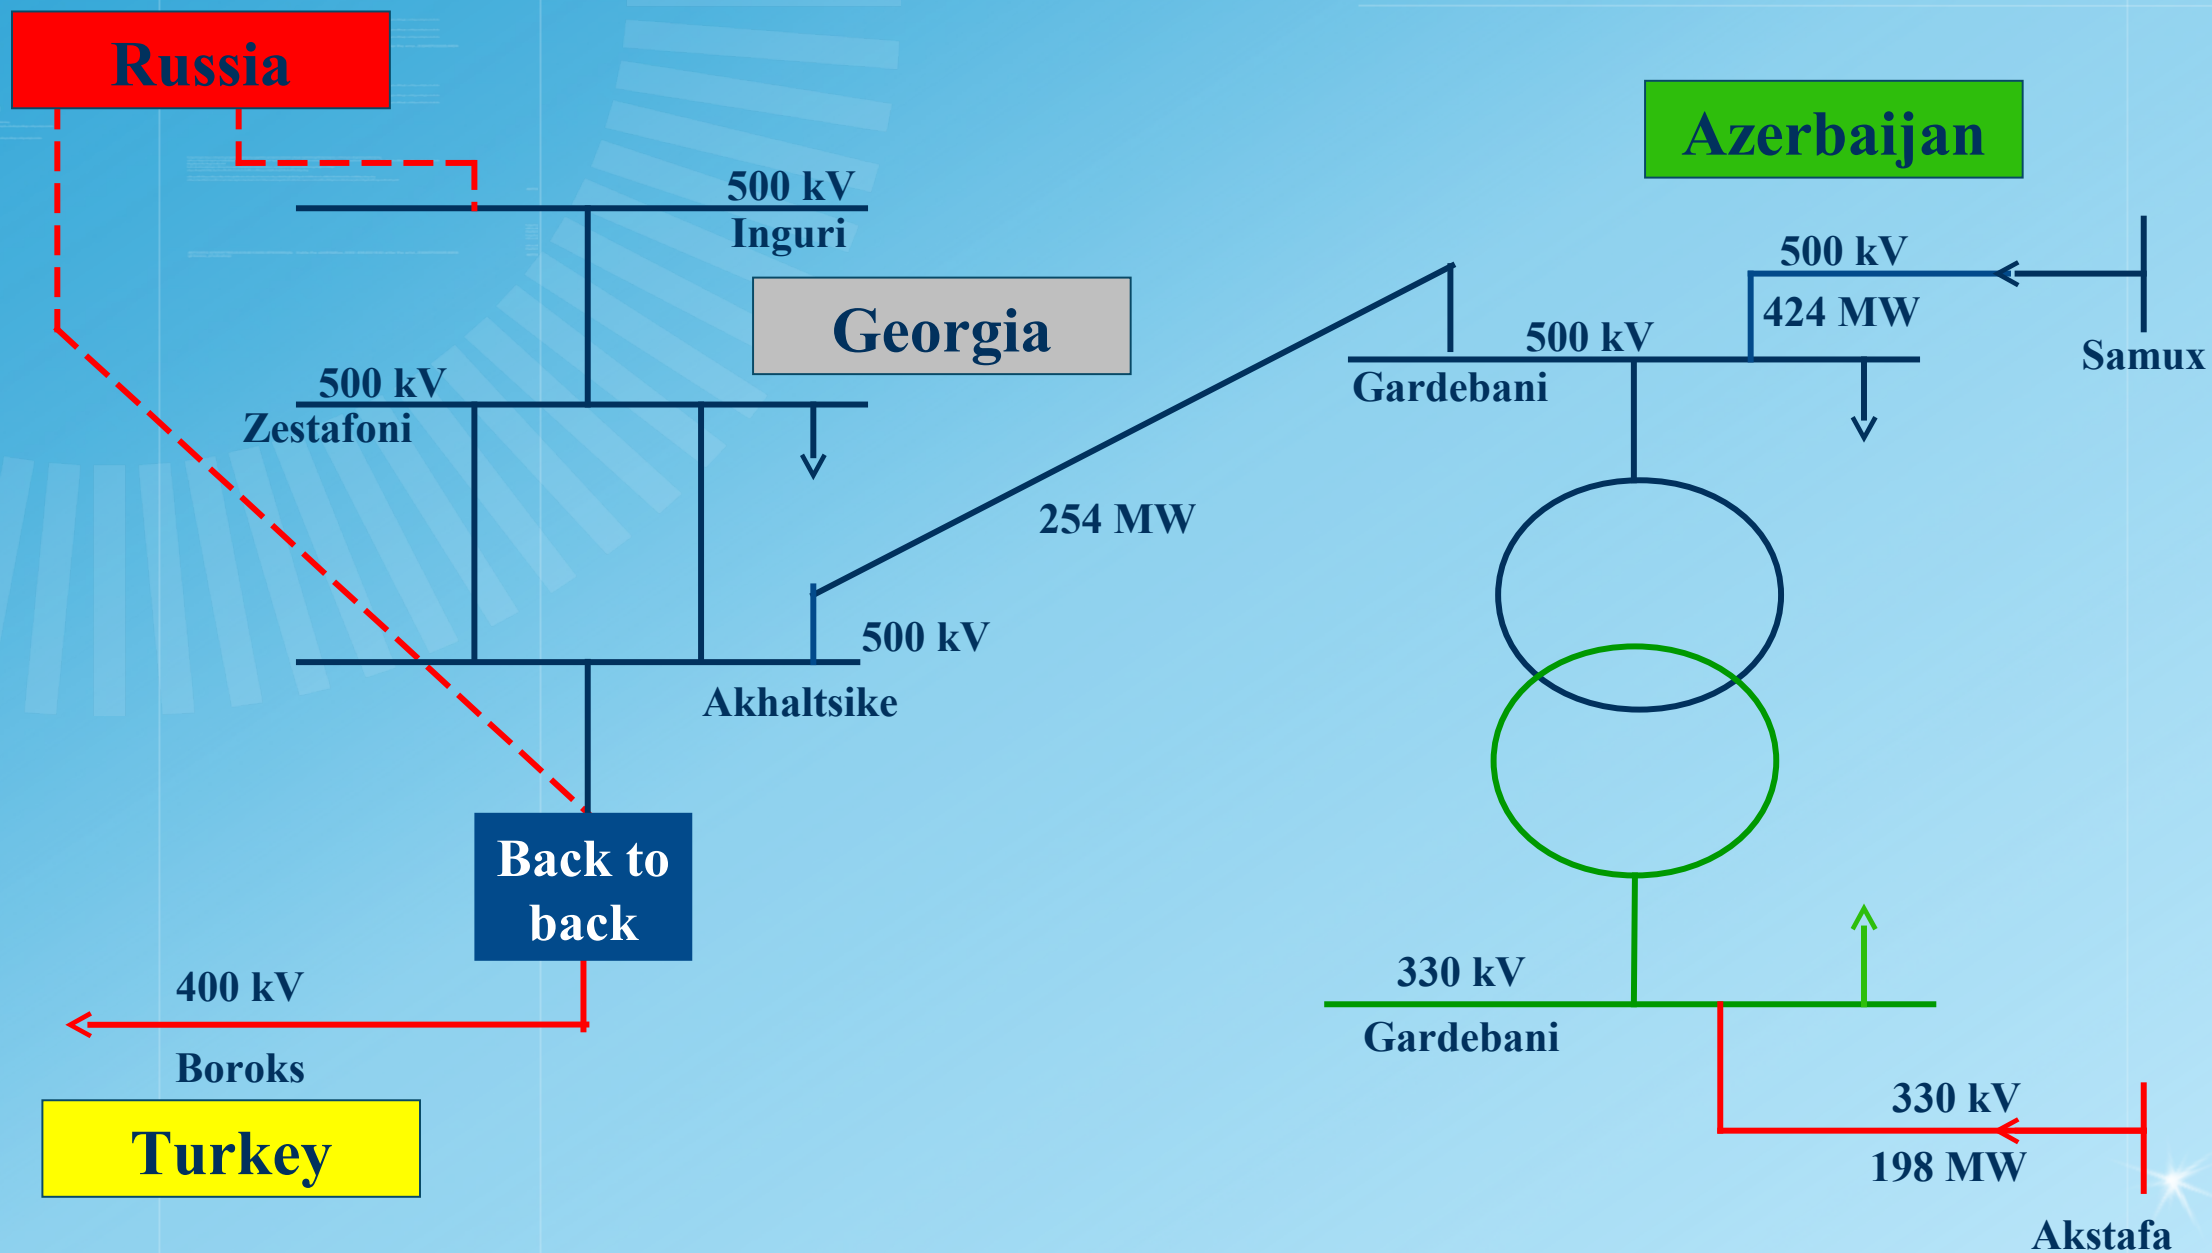 Russia
Azerbaijan
500 kV
Inguri
500 kV
424 MW
Georgia
500 kV
Samux
Gardebani
500 kV
Zestafoni
254 MW
500 kV
Akhaltsike
Back to
back
400 kV
330 kV
Boroks
Gardebani
330 kV
Turkey
198 MW
Akstafa